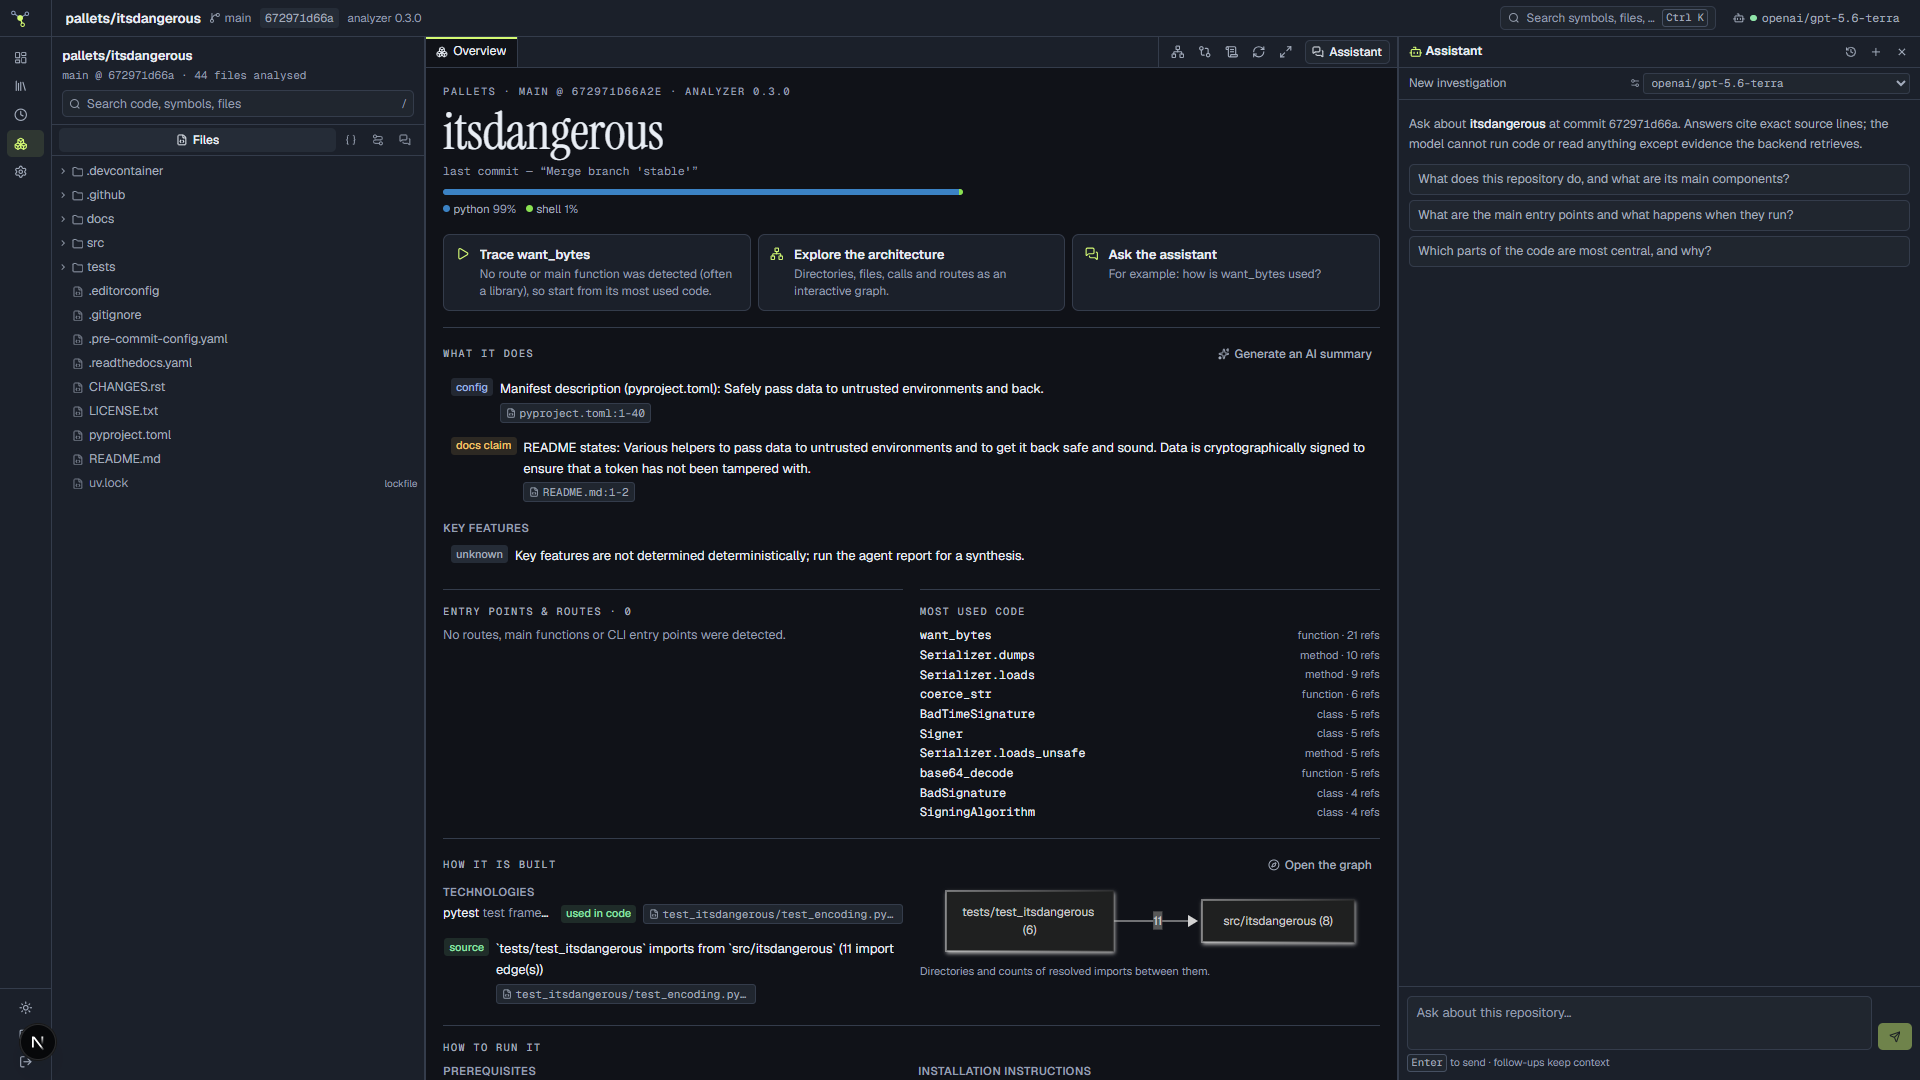 pallets/itsdangerous main 672971d66a analyzer 0.3.0
Search symbols, files, … Ctrl K
openai/gpt-5.6-terra
pallets/itsdangerous
main @ 672971d66a · 44 files analysed
Search code, symbols, files /
Files
.devcontainer
.github
docs
src
tests
.editorconfig
.gitignore
.pre-commit-config.yaml
.readthedocs.yaml
CHANGES.rst
LICENSE.txt
pyproject.toml
README.md
uv.lock lockfile
N
Overview
Assistant
PALLETS · MAIN @ 672971D66A2E · ANALYZER 0.3.0
itsdangerous
last commit — “Merge branch 'stable'”
python 99% shell 1%
Trace want_bytes
No route or main function was detected (often
a library), so start from its most used code.
Explore the architecture
Directories, files, calls and routes as an
interactive graph.
Ask the assistant
For example: how is want_bytes used?
WHAT IT DOES
Generate an AI summary
config Manifest description (pyproject.toml): Safely pass data to untrusted environments and back.
pyproject.toml:1-40
docs claim README states: Various helpers to pass data to untrusted environments and to get it back safe and sound. Data is cryptographically signed to
ensure that a token has not been tampered with.
README.md:1-2
KEY FEATURES
unknown Key features are not determined deterministically; run the agent report for a synthesis.
ENTRY POINTS & ROUTES · 0
No routes, main functions or CLI entry points were detected.
MOST USED CODE
want_bytes function · 21 refs
Serializer.dumps method · 10 refs
Serializer.loads method · 9 refs
coerce_str function · 6 refs
BadTimeSignature class · 5 refs
Signer class · 5 refs
Serializer.loads_unsafe method · 5 refs
base64_decode function · 5 refs
BadSignature class · 4 refs
SigningAlgorithm class · 4 refs
HOW IT IS BUILT
Open the graph
TECHNOLOGIES
pytest test frame… used in code test_itsdangerous/test_encoding.py…
source `tests/test_itsdangerous` imports from `src/itsdangerous` (11 import
edge(s))
test_itsdangerous/test_encoding.py…
tests/test_itsdangerous
(6)
11
src/itsdangerous (8)
Directories and counts of resolved imports between them.
HOW TO RUN IT
PREREQUISITES
INSTALLATION INSTRUCTIONS
Assistant
New investigation
openai/gpt-5.6-terra
Ask about itsdangerous at commit 672971d66a. Answers cite exact source lines; the
model cannot run code or read anything except evidence the backend retrieves.
What does this repository do, and what are its main components?
What are the main entry points and what happens when they run?
Which parts of the code are most central, and why?
Ask about this repository…
Enter to send · follow-ups keep context